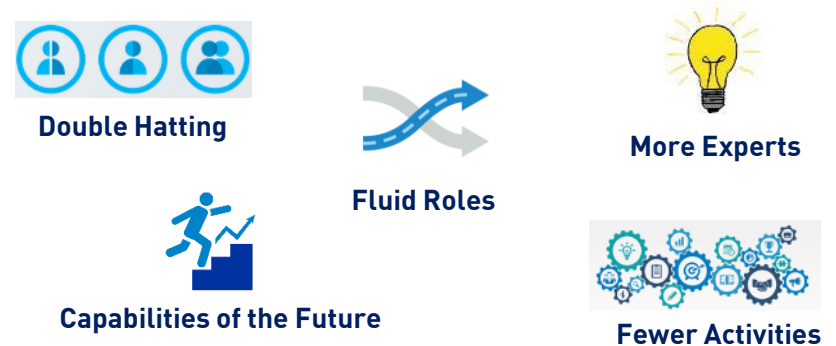 Double Hatting
More Experts
Fluid Roles
Capabilities of the Future
Fewer Activities